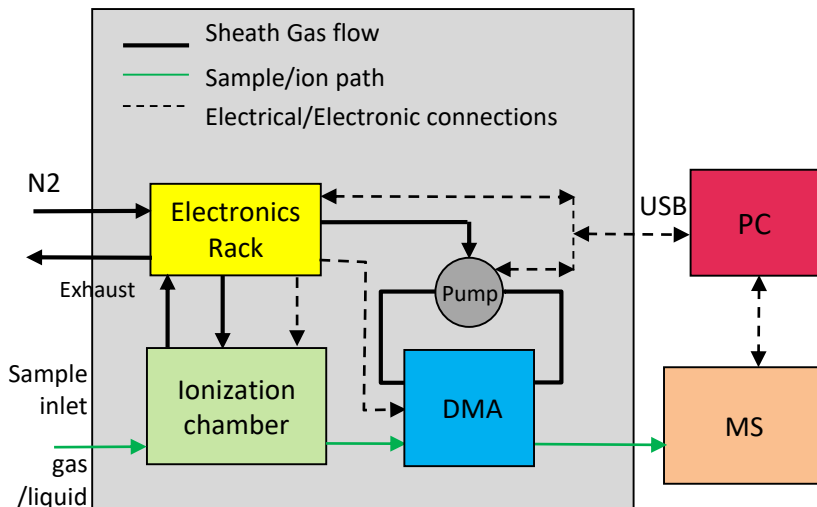 Sheath Gas flow
Sample/ion path
Electrical/Electronic connections
N2
Electronics
Rack
USB
PC
Exhaust
Pump
Sample
inlet
Ionization
chamber
DMA
MS
gas
/liquid